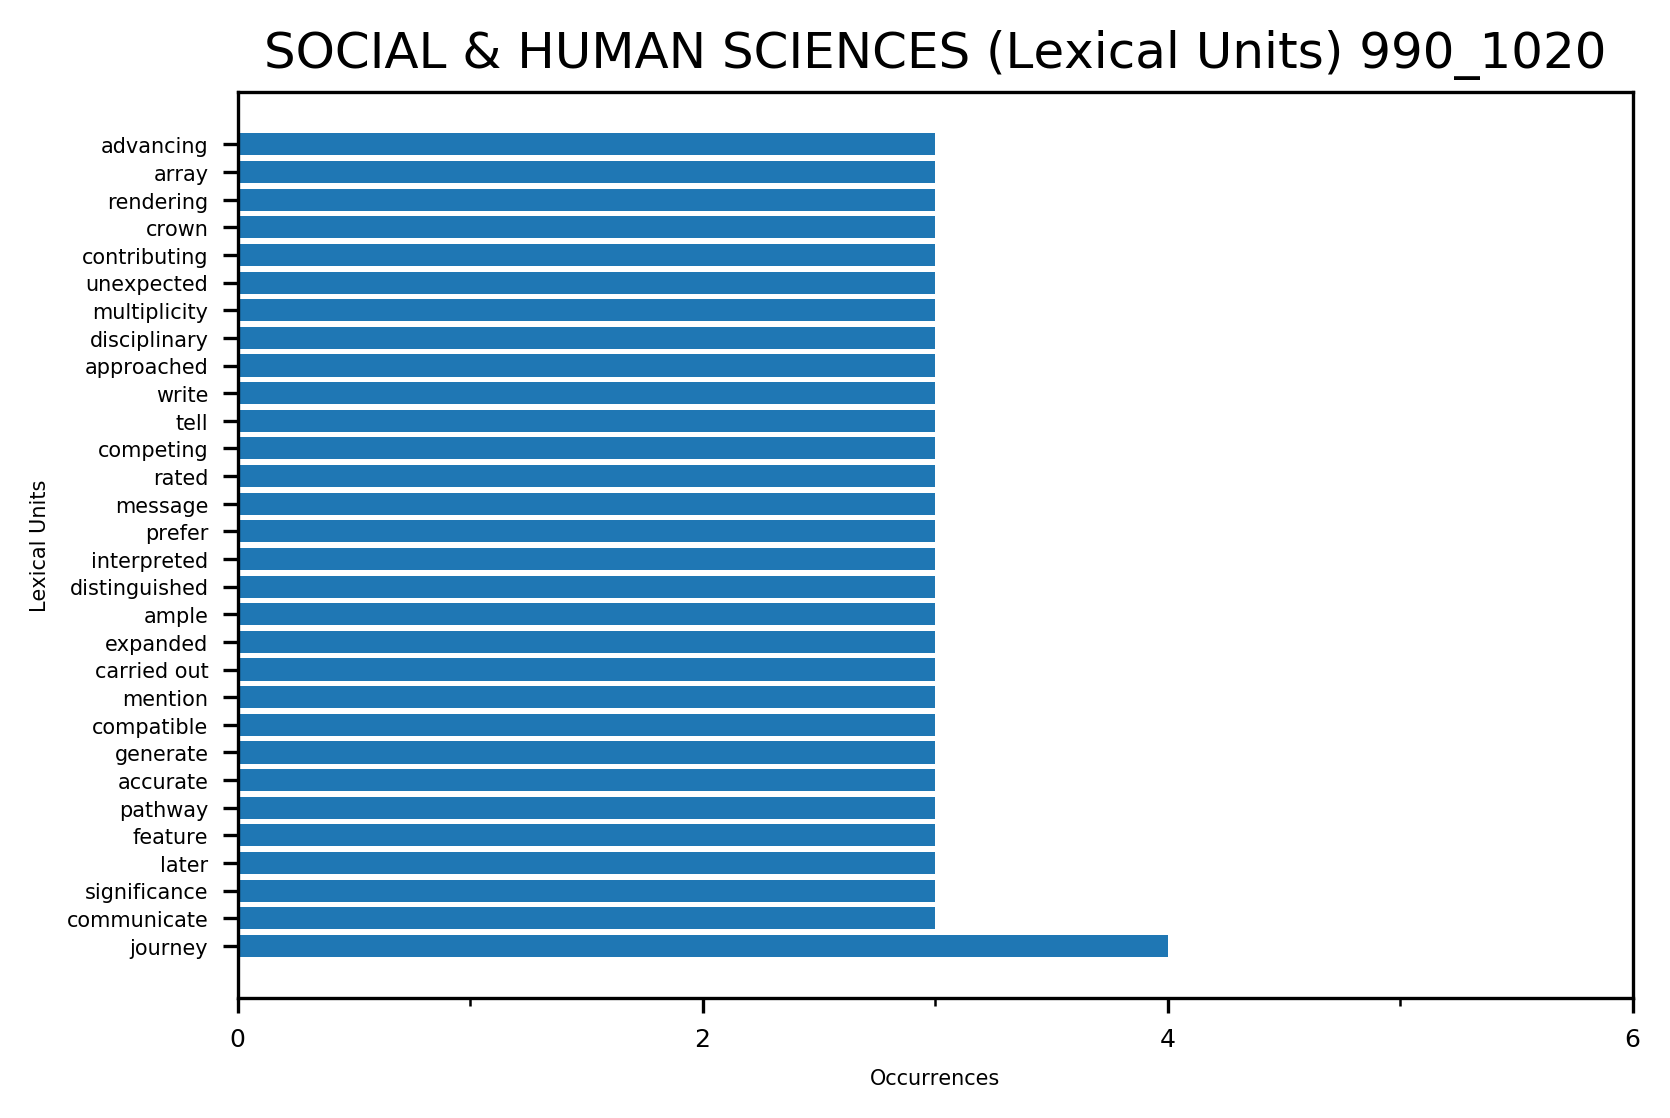 SOCIAL & HUMAN SCIENCES (Lexical Units) 990_1020
Lexical Units
advancing
array
rendering
crown
contributing
unexpected
multiplicity
disciplinary
approached
write
tell
competing
rated
message
prefer
interpreted
distinguished
ample
expanded
carried out
mention
compatible
generate
accurate
pathway
feature
later
significance
communicate
journey
0 2 4 6
Occurrences